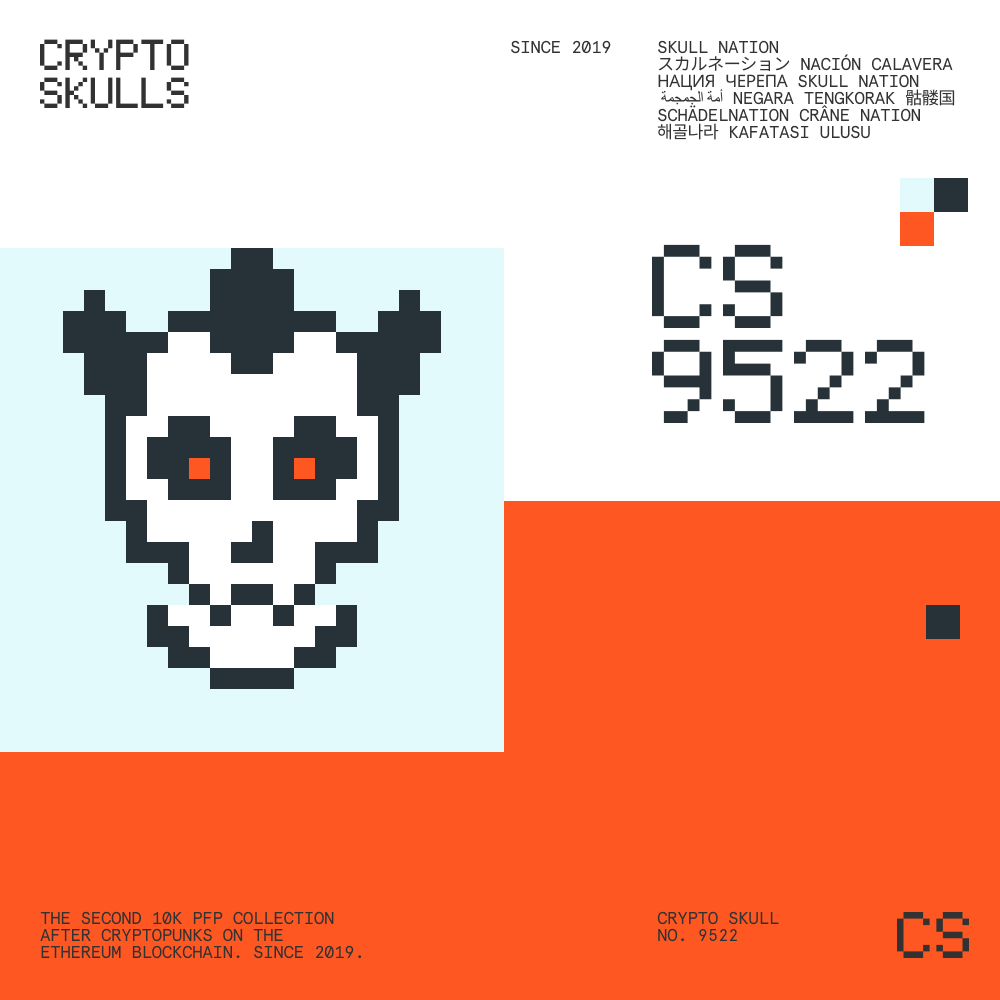 CRYPTO
SKULLS
SINCE 2019
SKULL NATION
スカルネーション NACIÓN CALAVERA
НАЦИЯ ЧЕРЕПА SKULL NATION
أمة الجمجمة NEGARA TENGKORAK 骷髅国
SCHÄDELNATION CRÂNE NATION
해골나라 KAFATASI ULUSU
CS
9522
THE SECOND 10K PFP COLLECTION
AFTER CRYPTOPUNKS ON THE
ETHEREUM BLOCKCHAIN. SINCE 2019.
CRYPTO SKULL
NO. 9522
CS